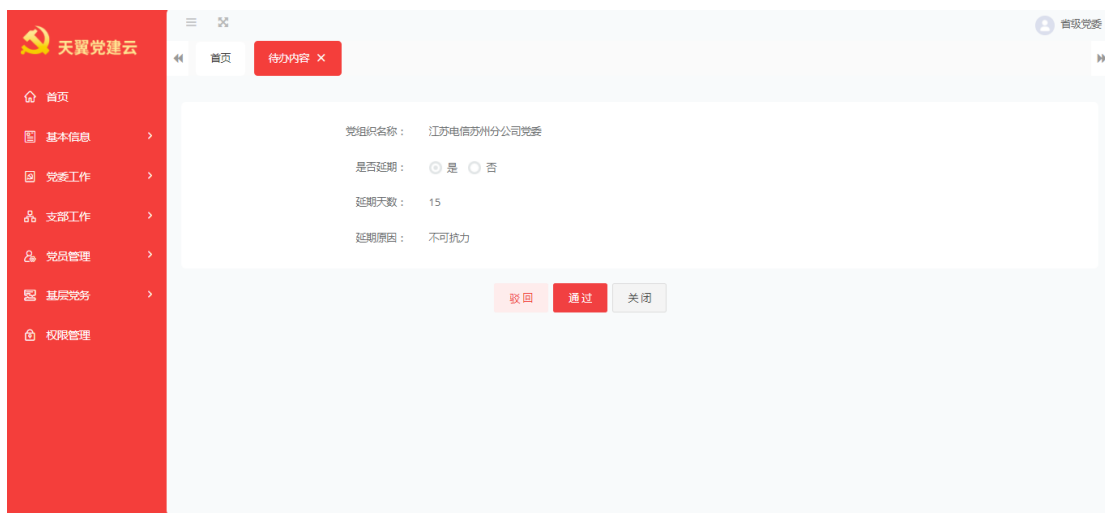 天翼党建云
省级党委
首页
待办内容 ×
首页
基本信息
党委工作
支部工作
党员管理
基层党务
权限管理
党组织名称： 江苏电信苏州分公司党委
是否延期： 是 否
延期天数： 15
延期原因： 不可抗力
驳回 通过 关闭